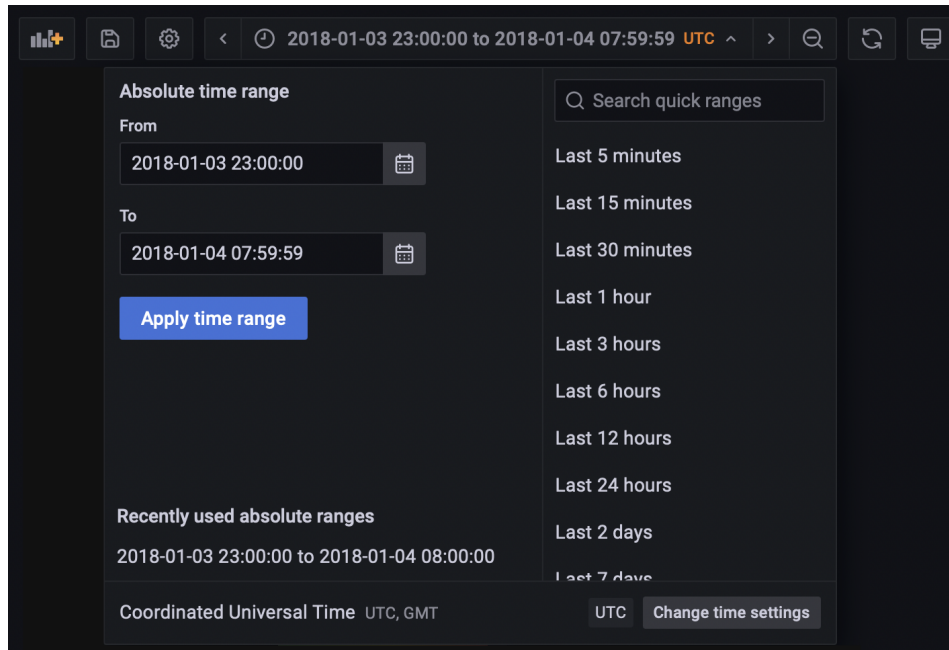 2018-01-03 23:00:00 to 2018-01-04 07:59:59 UTC
Absolute time range
From
2018-01-03 23:00:00
To
2018-01-04 07:59:59
Apply time range
Recently used absolute ranges
2018-01-03 23:00:00 to 2018-01-04 08:00:00
Search quick ranges
Last 5 minutes
Last 15 minutes
Last 30 minutes
Last 1 hour
Last 3 hours
Last 6 hours
Last 12 hours
Last 24 hours
Last 2 days
Last 7 days
Coordinated Universal Time UTC, GMT
UTC
Change time settings